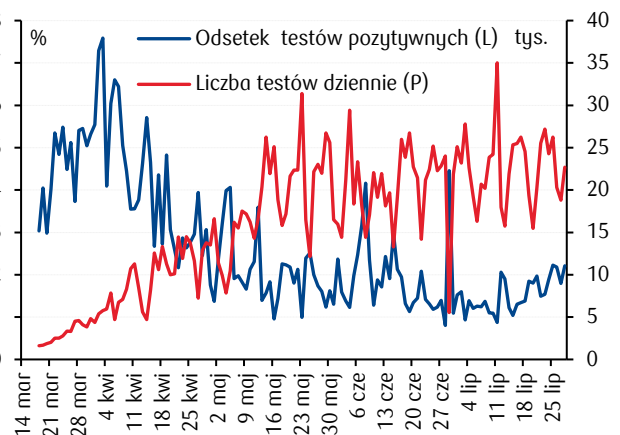 % Odsetek testów pozytywnych (L) tys. 40
35
Liczba testów dziennie (P)
30
25
20
15
10
5
0
14 mar
21 mar
28 mar
4 kwi
11 kwi
18 kwi
25 kwi
2 maj
9 maj
16 maj
23 maj
30 maj
6 cze
13 cze
20 cze
27 cze
4 lip
11 lip
18 lip
25 lip